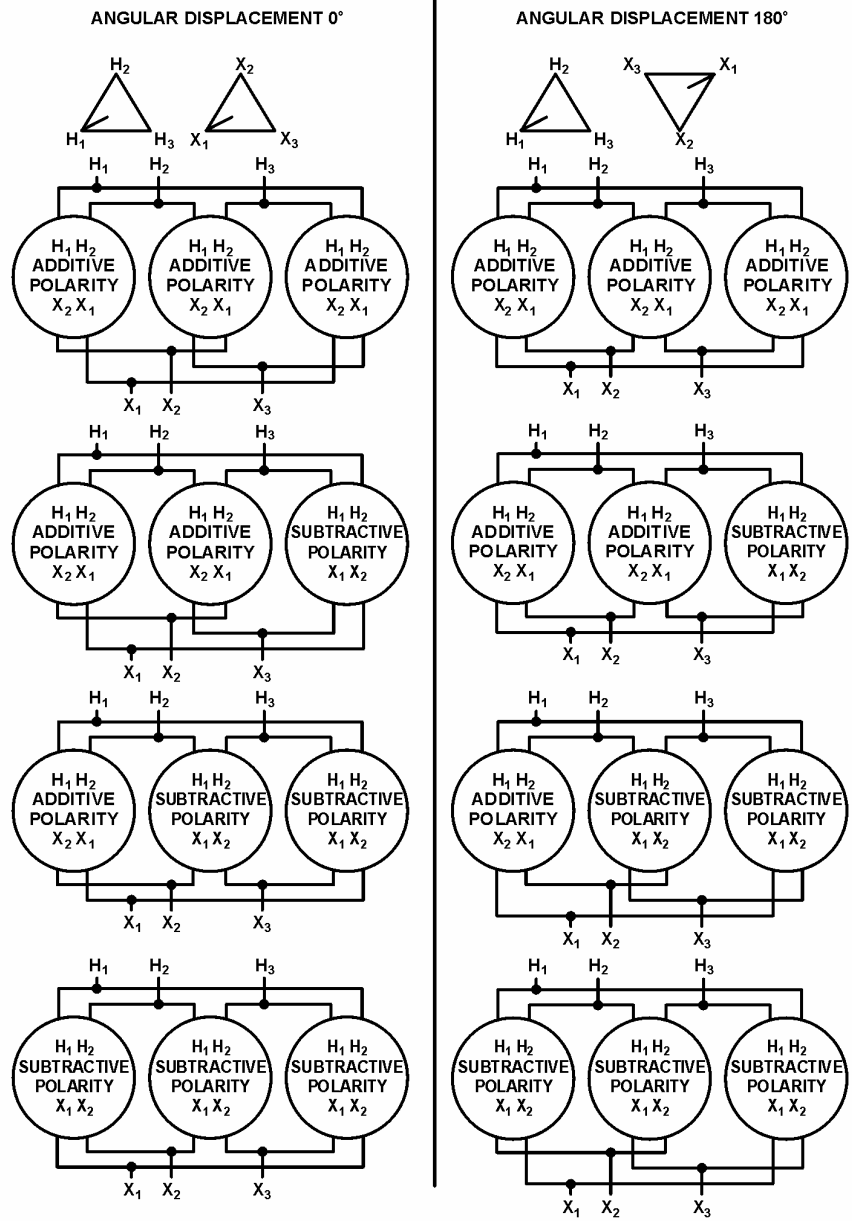 ANGULAR DISPLACEMENT 0°
H2 X2
H1 H3 X1 X3
H1 H2 H3
H1 H2 H1 H2 H1 H2
ADDITIVE ADDITIVE ADDITIVE
POLARITY POLARITY POLARITY
X2 X1 X2 X1 X2 X1
X1 X2 X3
H1 H2 H3
H1 H2 H1 H2 H1 H2
ADDITIVE ADDITIVE SUBTRACTIVE
POLARITY POLARITY POLARITY
X2 X1 X2 X1 X1 X2
X1 X2 X3
H1 H2 H3
H1 H2 H1 H2 H1 H2
ADDITIVE SUBTRACTIVE SUBTRACTIVE
POLARITY POLARITY POLARITY
X2 X1 X1 X2 X1 X2
X1 X2 X3
H1 H2 H3
H1 H2 H1 H2 H1 H2
SUBTRACTIVE SUBTRACTIVE SUBTRACTIVE
POLARITY POLARITY POLARITY
X1 X2 X1 X2 X1 X2
X1 X2 X3
ANGULAR DISPLACEMENT 180°
H2 X3 X1
H1 H3 X2
H1 H2 H3
H1 H2 H1 H2 H1 H2
ADDITIVE ADDITIVE ADDITIVE
POLARITY POLARITY POLARITY
X2 X1 X2 X1 X2 X1
X1 X2 X3
H1 H2 H3
H1 H2 H1 H2 H1 H2
ADDITIVE ADDITIVE SUBTRACTIVE
POLARITY POLARITY POLARITY
X2 X1 X2 X1 X1 X2
X1 X2 X3
H1 H2 H3
H1 H2 H1 H2 H1 H2
ADDITIVE SUBTRACTIVE SUBTRACTIVE
POLARITY POLARITY POLARITY
X2 X1 X1 X2 X1 X2
X1 X2 X3
H1 H2 H3
H1 H2 H1 H2 H1 H2
SUBTRACTIVE SUBTRACTIVE SUBTRACTIVE
POLARITY POLARITY POLARITY
X1 X2 X1 X2 X1 X2
X1 X2 X3